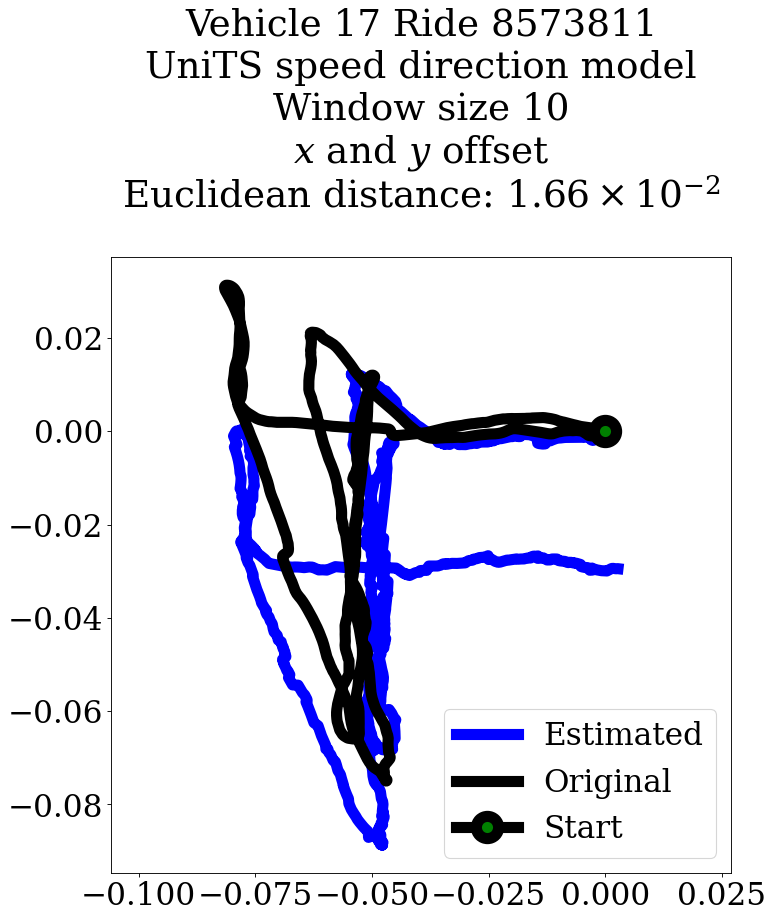 Vehicle 17 Ride 8573811
UniTS speed direction model
Window size 10
x and y offset
Euclidean distance: 1.66 × 10⁻²
0.02
0.00
−0.02
−0.04
−0.06
−0.08
Estimated
Original
Start
−0.100 −0.075 −0.050 −0.025 0.000 0.025